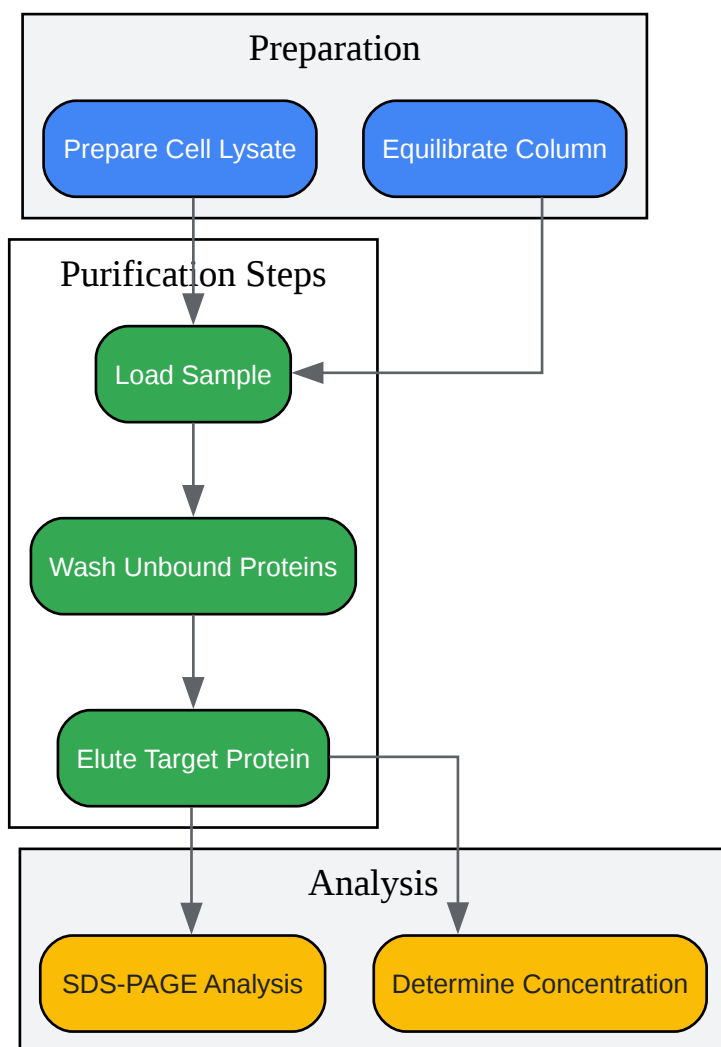 Preparation
Prepare Cell Lysate
Equilibrate Column
Purification Steps
Load Sample
Wash Unbound Proteins
Elute Target Protein
Analysis
SDS-PAGE Analysis
Determine Concentration